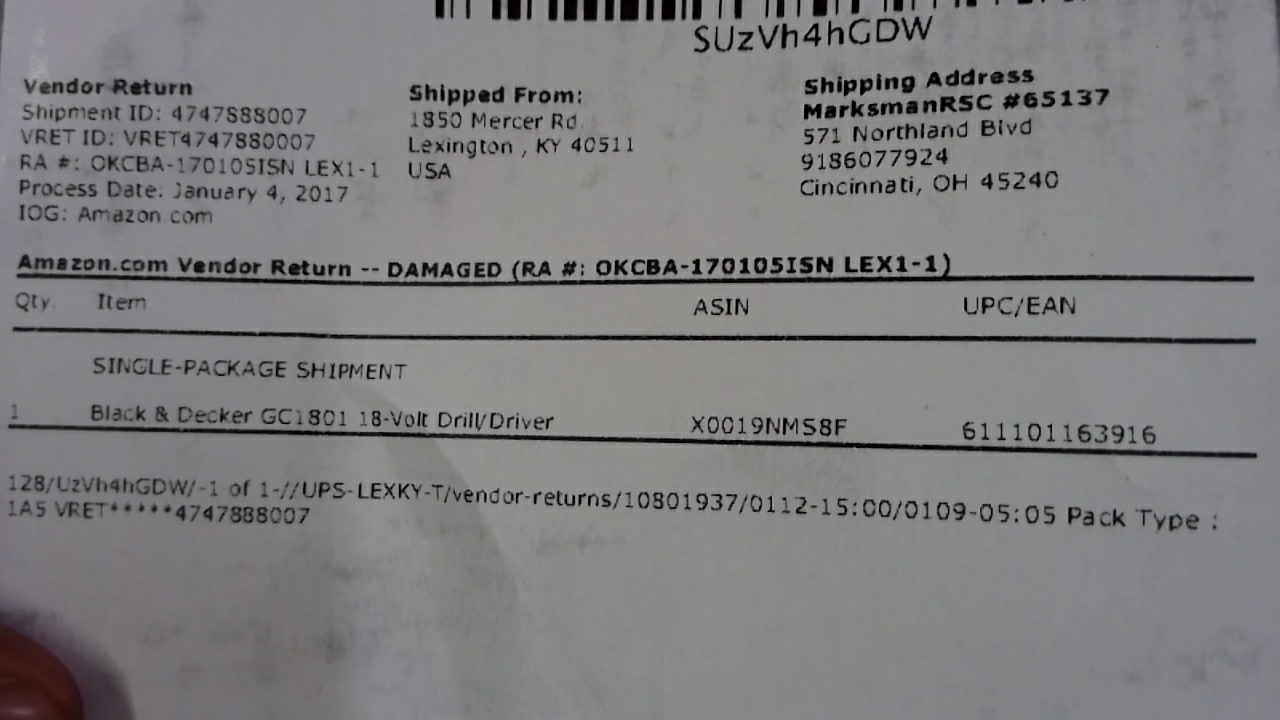 SUzVh4hGDW
Vendor Return
Shipment ID: 4747888007
VRET ID: VRET4747880007
RA #: OKCBA-170105ISN LEX1-1
Process Date: January 4, 2017
IOG: Amazon.com
Shipped From:
1850 Mercer Rd.
Lexington , KY 40511
USA
Shipping Address
MarksmanRSC #65137
571 Northland Blvd
9186077924
Cincinnati, OH 45240
Amazon.com Vendor Return -- DAMAGED (RA #: OKCBA-170105ISN LEX1-1)
Qty. Item ASIN UPC/EAN
SINGLE-PACKAGE SHIPMENT
1 Black & Decker GC1801 18-Volt Drill/Driver X0019NMS8F 611101163916
128/UzVh4hGDW/-1 of 1-//UPS-LEXKY-T/vendor-returns/10801937/0112-15:00/0109-05:05 Pack Type :
1A5 VRET*****4747888007